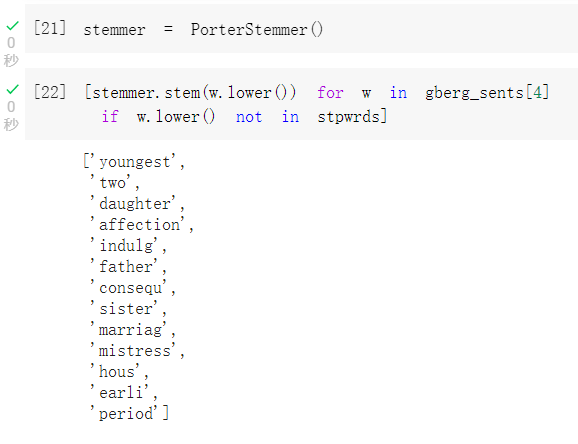 [21] stemmer = PorterStemmer()
0
秒
[22] [stemmer.stem(w.lower()) for w in gberg_sents[4]
0
if w.lower() not in stpwrds]
秒
['youngest',
'two',
'daughter',
'affection',
'indulg',
'father',
'consequ',
'sister',
'marriag',
'mistress',
'hous',
'earli',
'period']